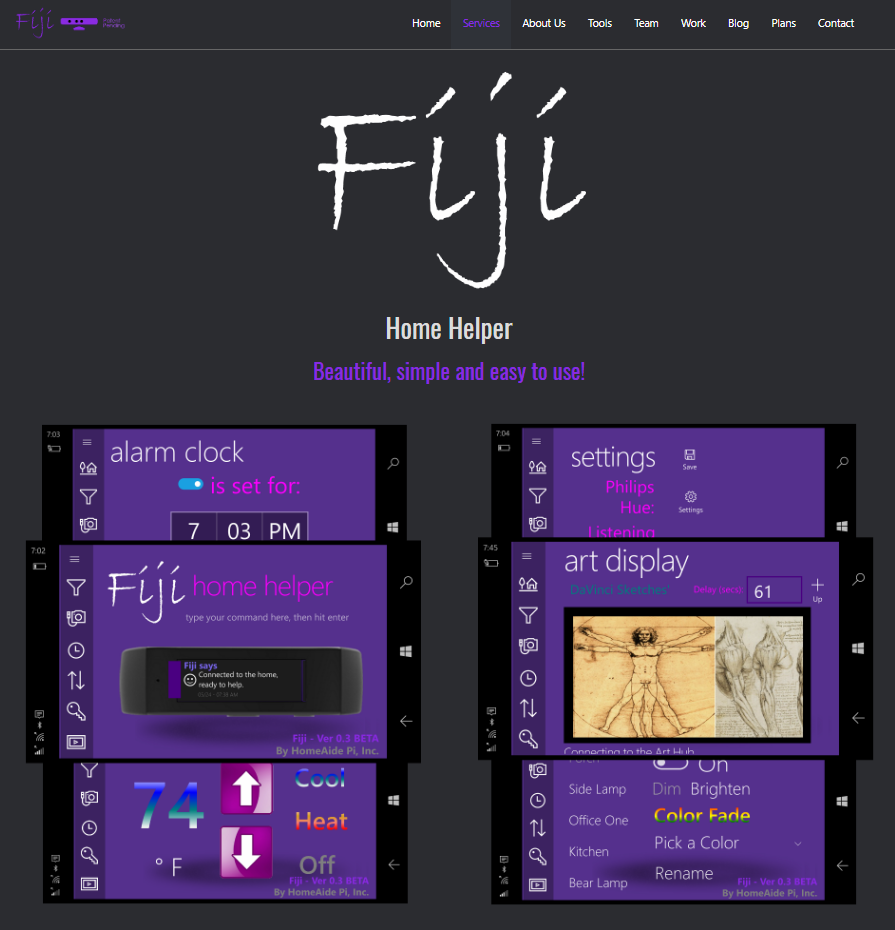 Fiji Patent Pending
Home Services About Us Tools Team Work Blog Plans Contact
Fiji
Home Helper
Beautiful, simple and easy to use!
7:03
alarm clock
is set for:
7 03 PM
7:02
Fiji home helper
type your command here, then hit enter
Fiji says
Connected to the home,
ready to help.
Fiji - Ver 0.3 BETA
By HomeAide Pi, Inc.
74
° F
Cool
Heat
Off
Fiji - Ver 0.3 BETA
By HomeAide Pi, Inc.
7:04
settings
Save
Philips
Hue:
Settings
Listening
7:45
art display
DaVinci Sketches'
Delay (secs):
61
Up
Connecting to the Art Hub
Porch
On
Side Lamp
Dim Brighten
Office One
Color Fade
Kitchen
Pick a Color
Bear Lamp
Rename
Fiji - Ver 0.3 BETA
By HomeAide Pi, Inc.